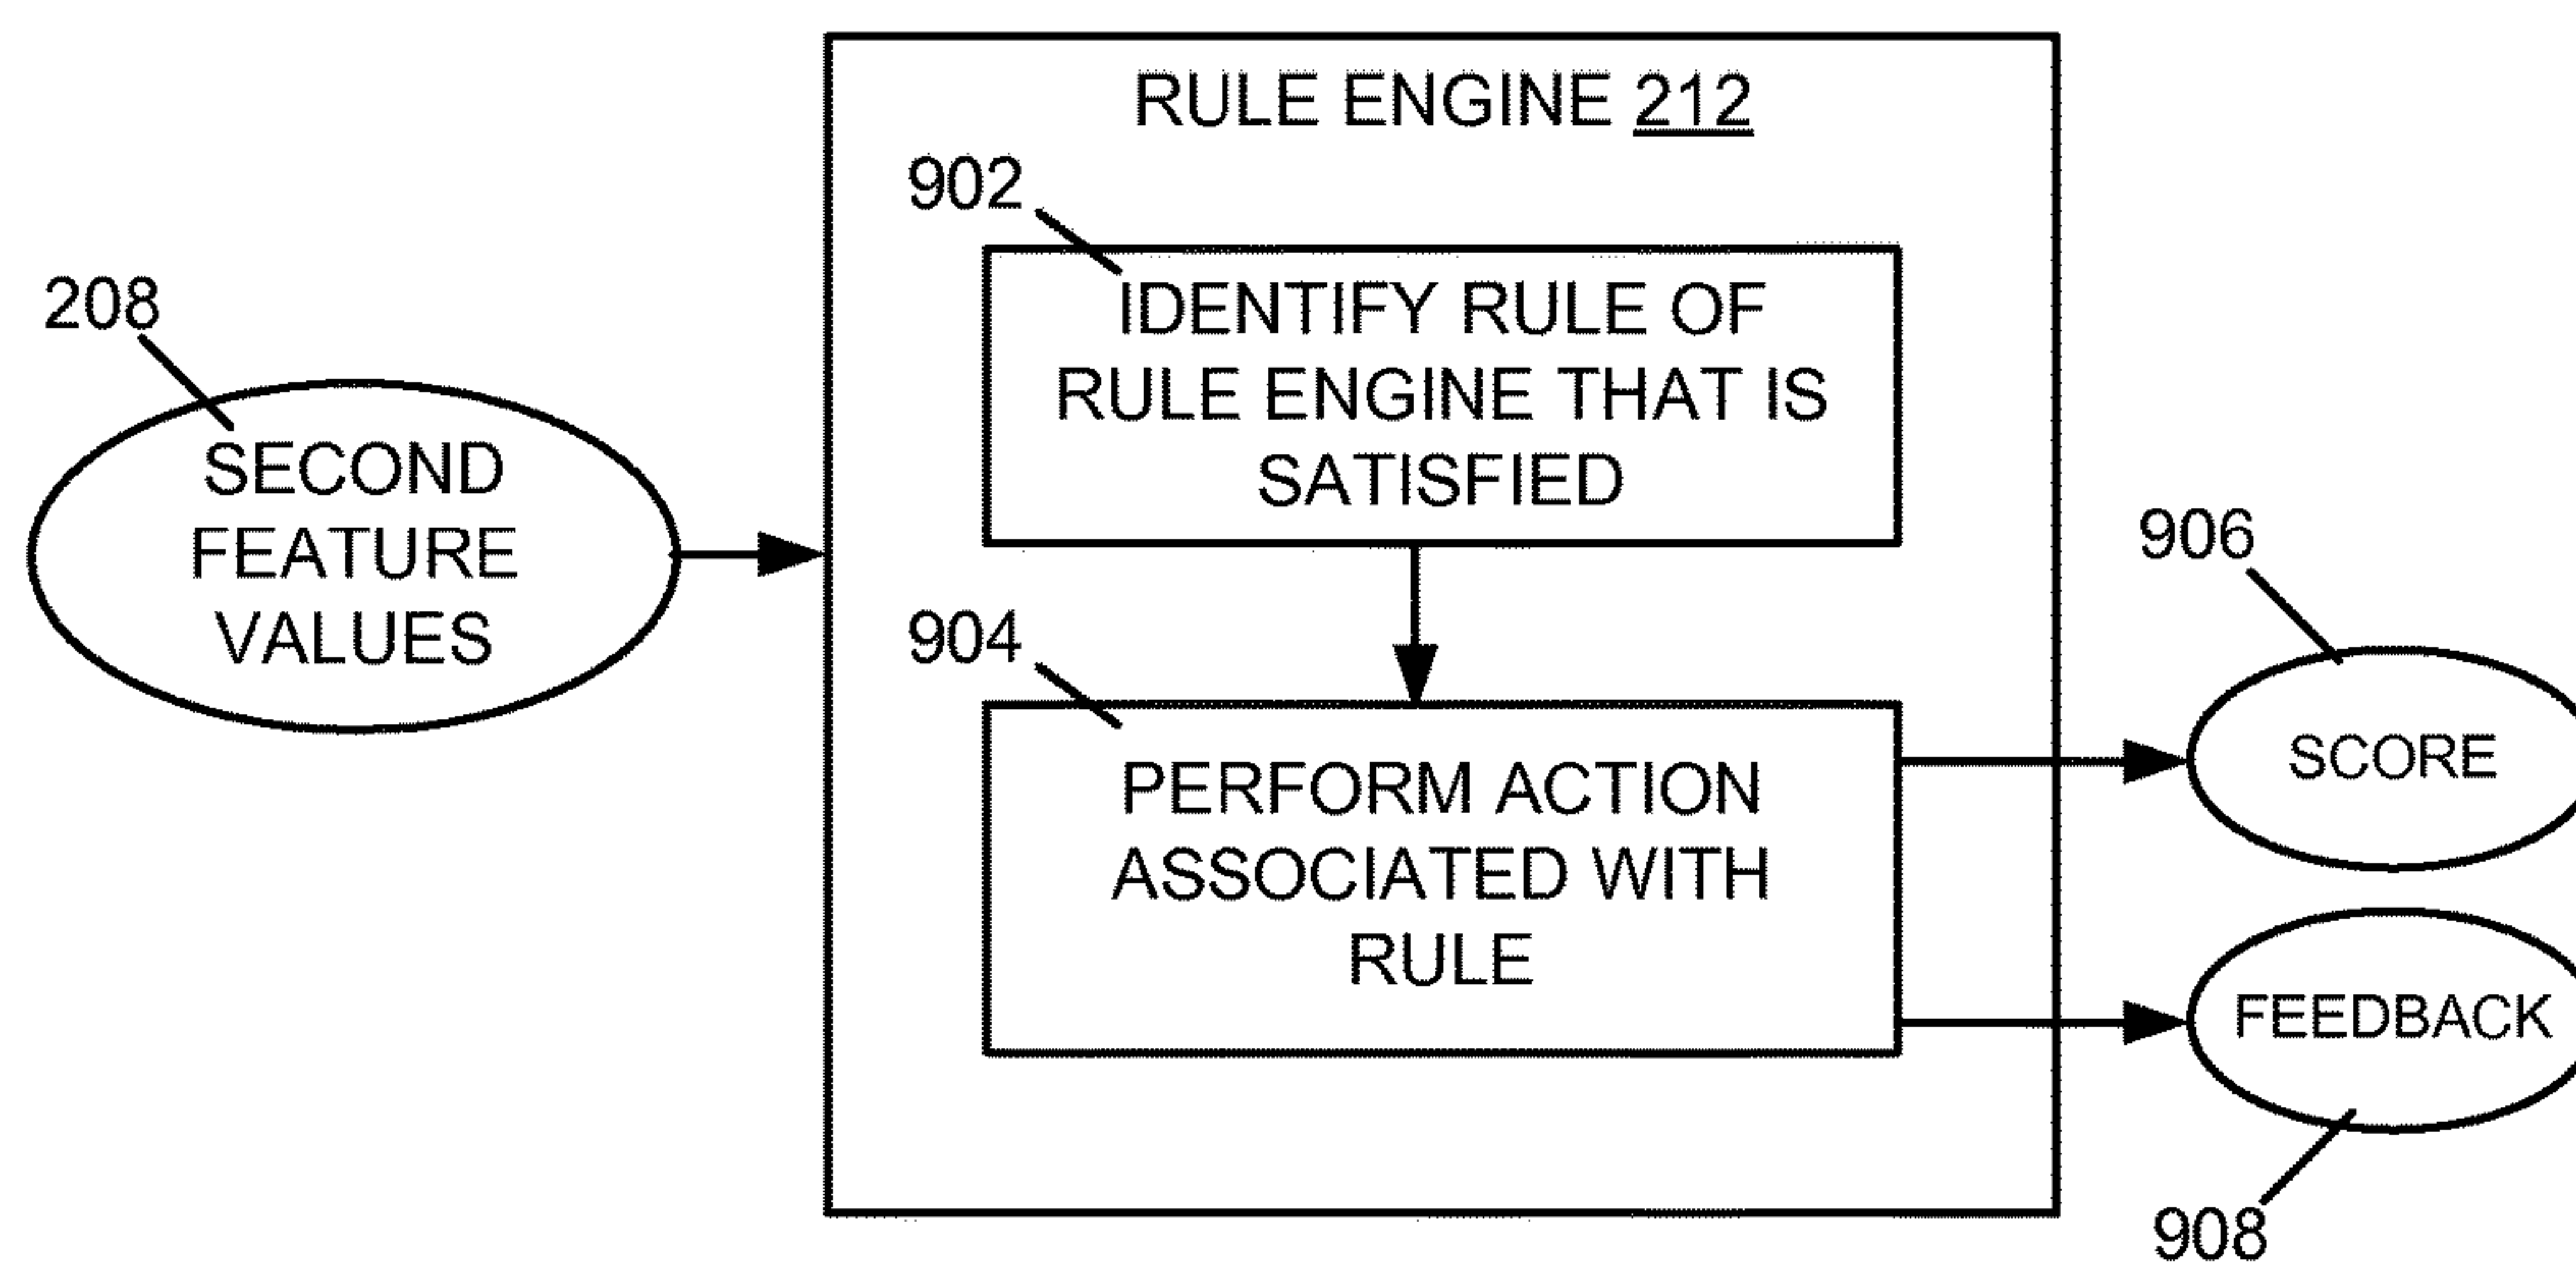 RULE ENGINE 212
902
IDENTIFY RULE OF
RULE ENGINE THAT IS
SATISFIED
208
SECOND
FEATURE
VALUES
904
PERFORM ACTION
ASSOCIATED WITH
RULE
906
SCORE
FEEDBACK
908